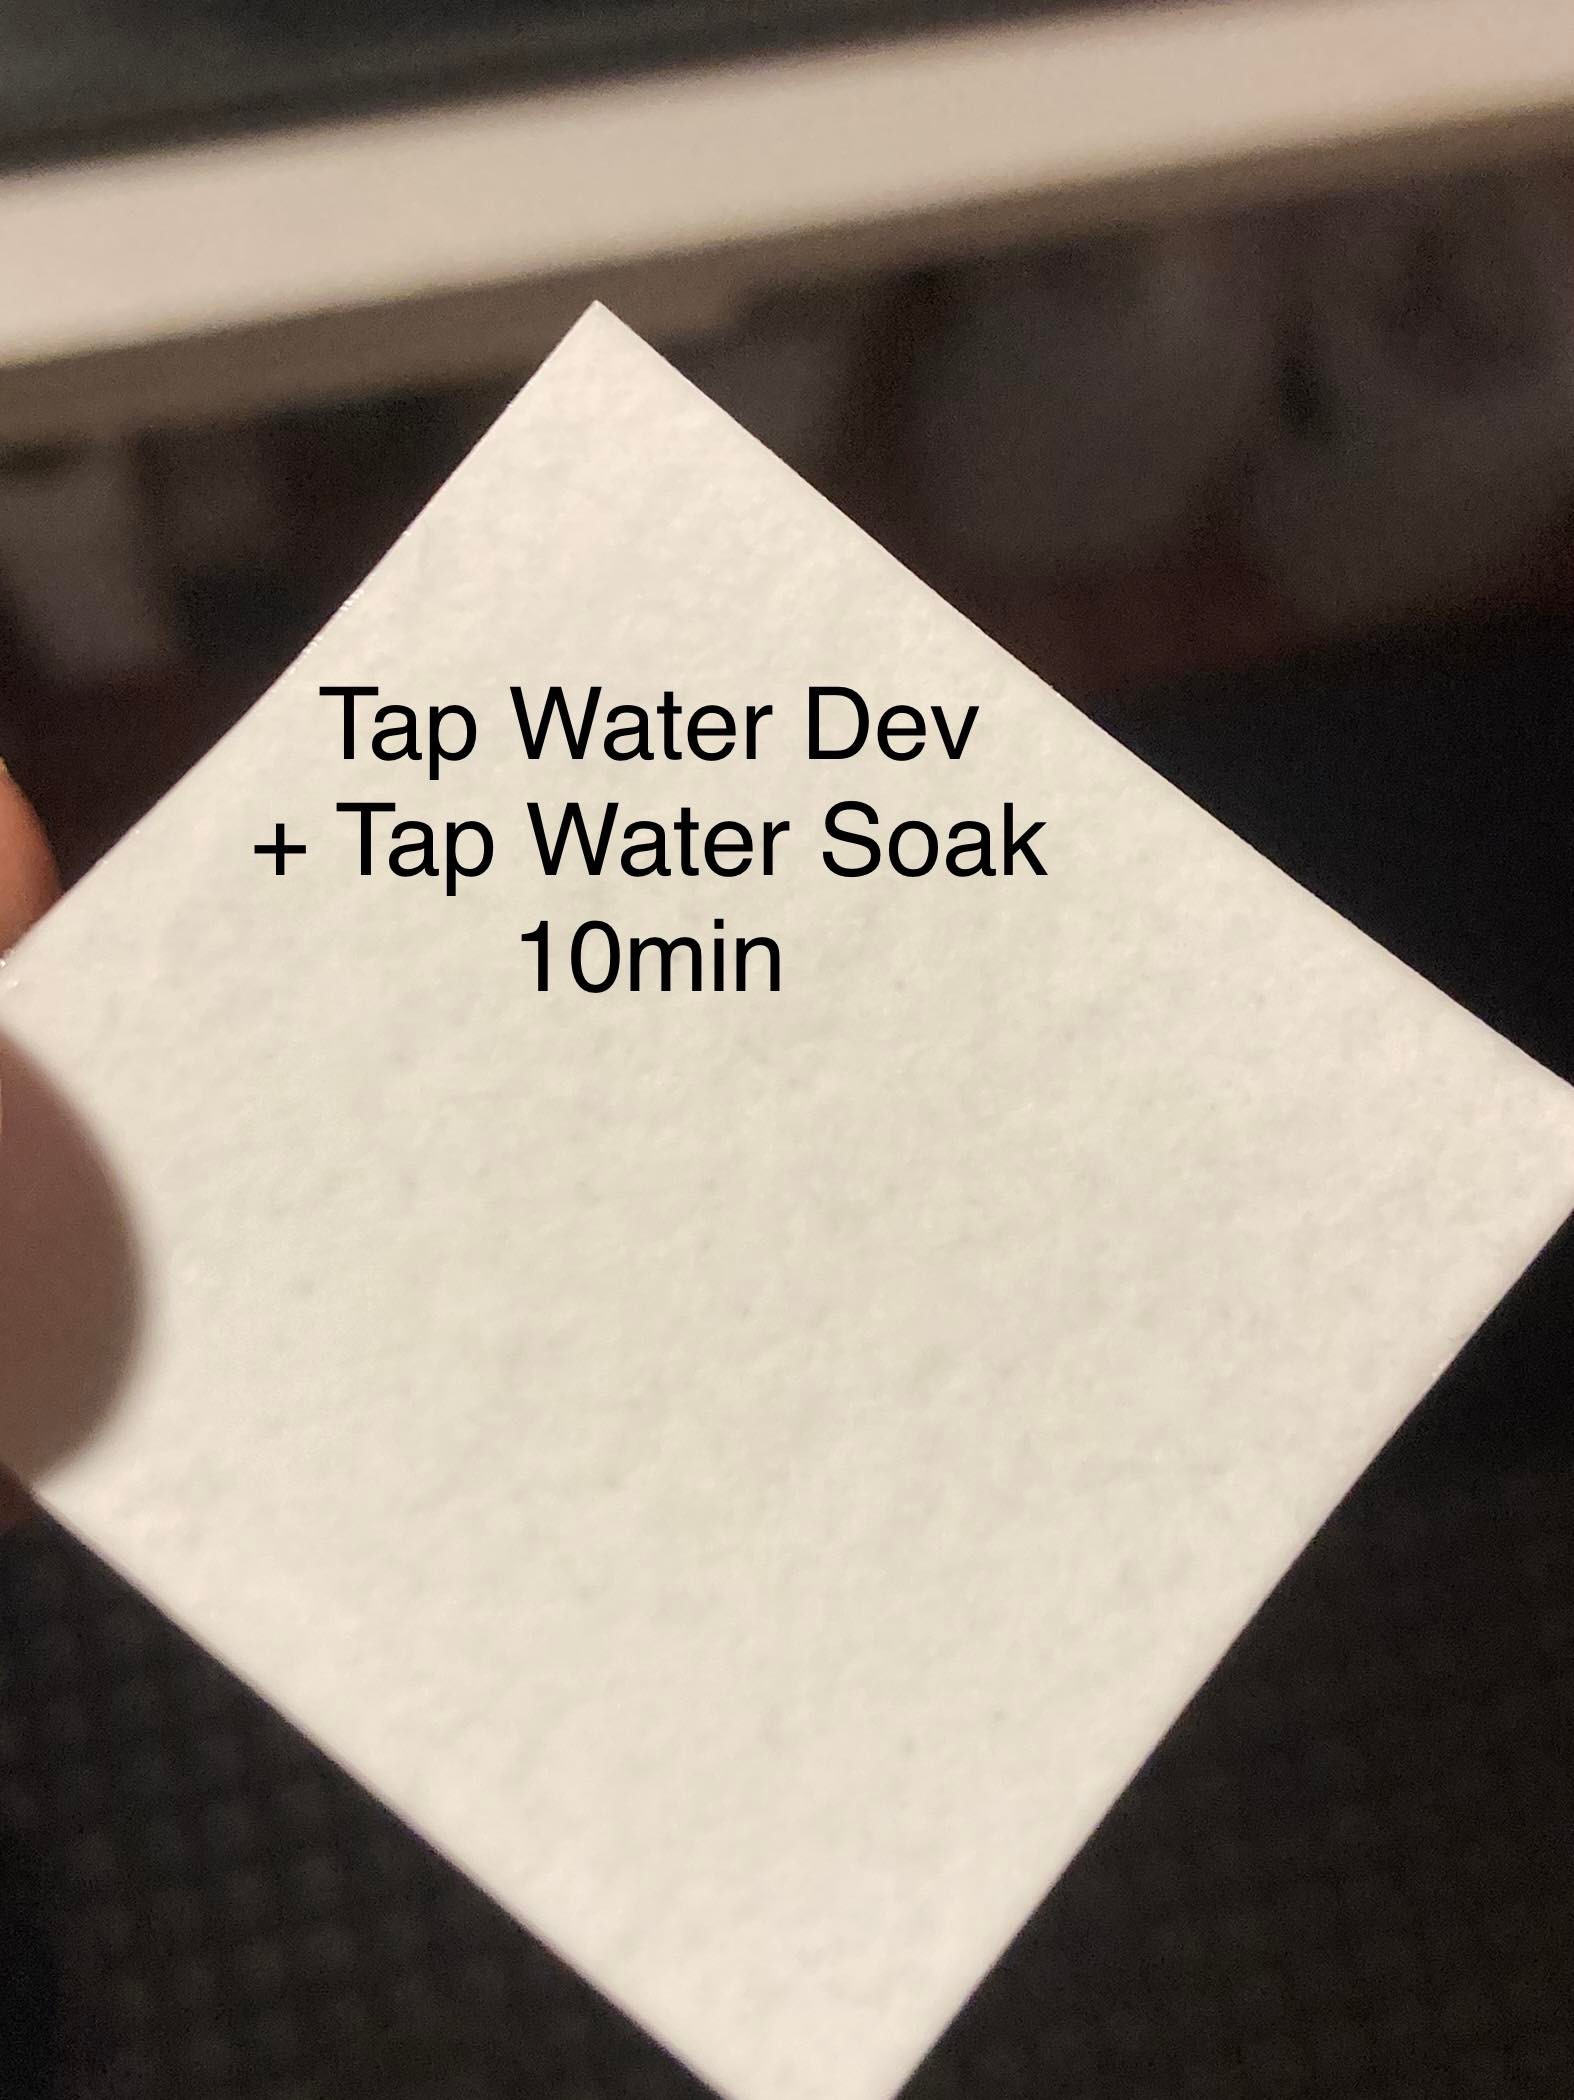 Tap Water Dev
+ Tap Water Soak
10min